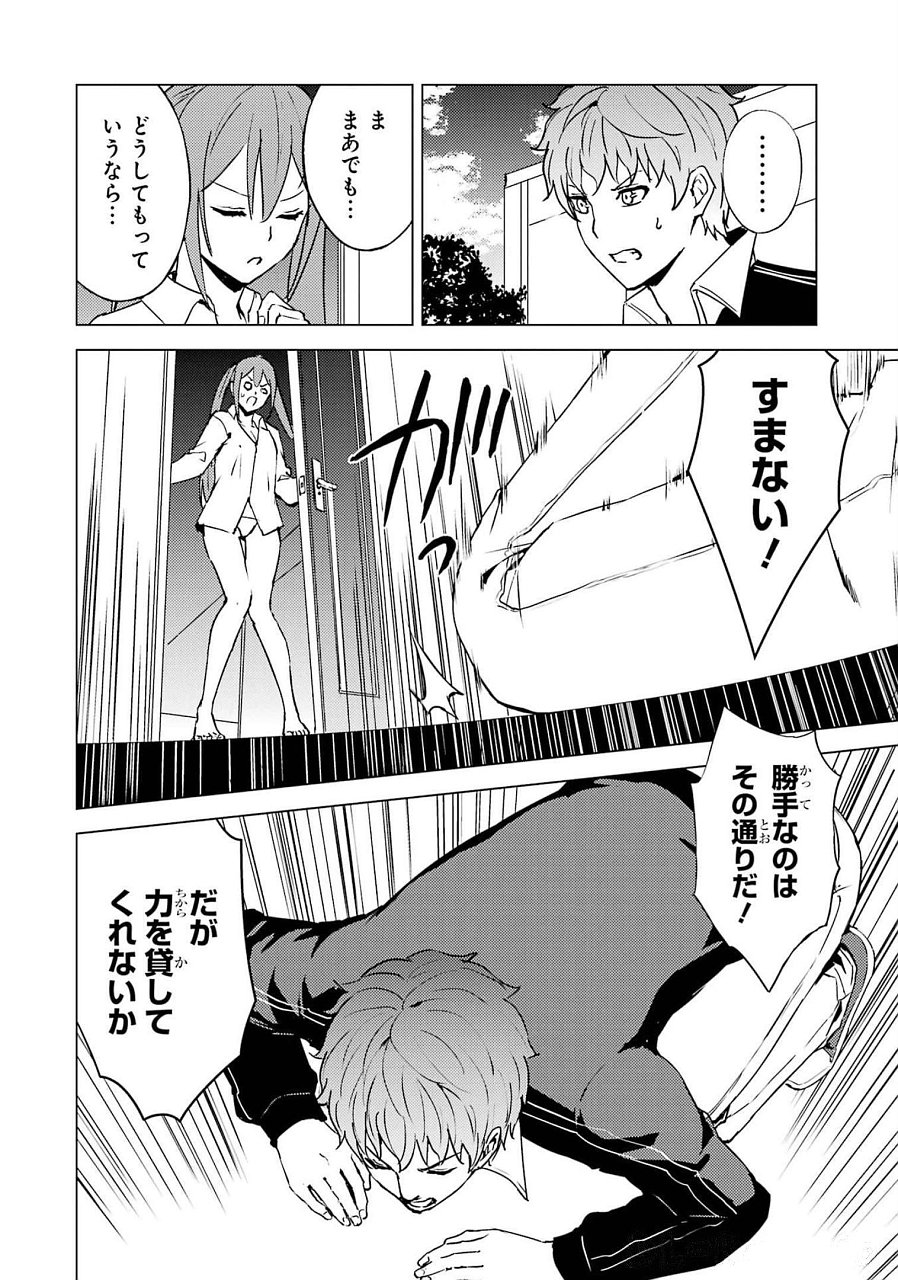 ………
ま
まあでも…
どうしてもって
いうなら…
すまない！
ガッ
勝手なのは
その通りだ！
だが
力を貸して
くれないか